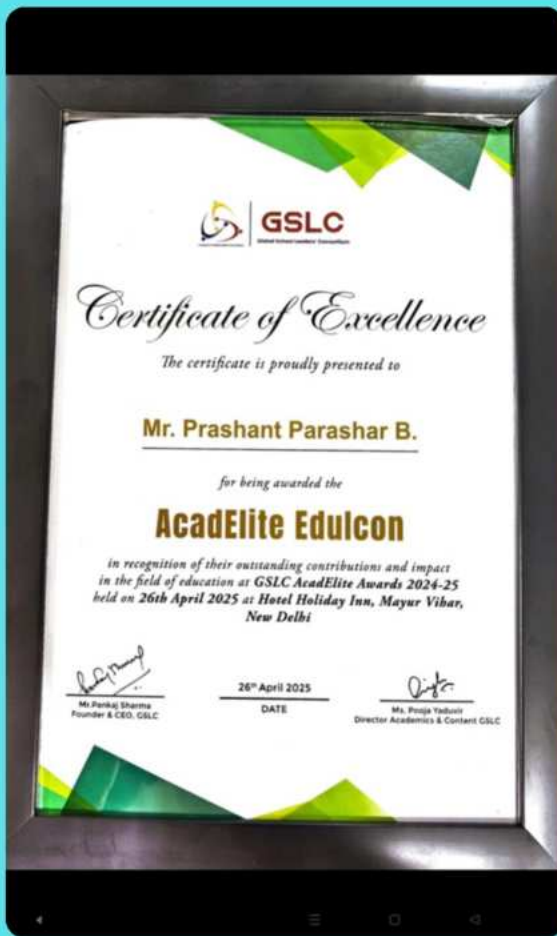 GSLC
Global School Leaders' Consortium
Certificate of Excellence
The certificate is proudly presented to
Mr. Prashant Parashar B.
for being awarded the
AcadElite EduIcon
in recognition of their outstanding contributions and impact
in the field of education at GSLC AcadElite Awards 2024-25
held on 26th April 2025 at Hotel Holiday Inn, Mayur Vihar,
New Delhi
Mr.Pankaj Sharma
Founder & CEO, GSLC
26th April 2025
DATE
Ms. Pooja Yaduvir
Director Academics & Content GSLC